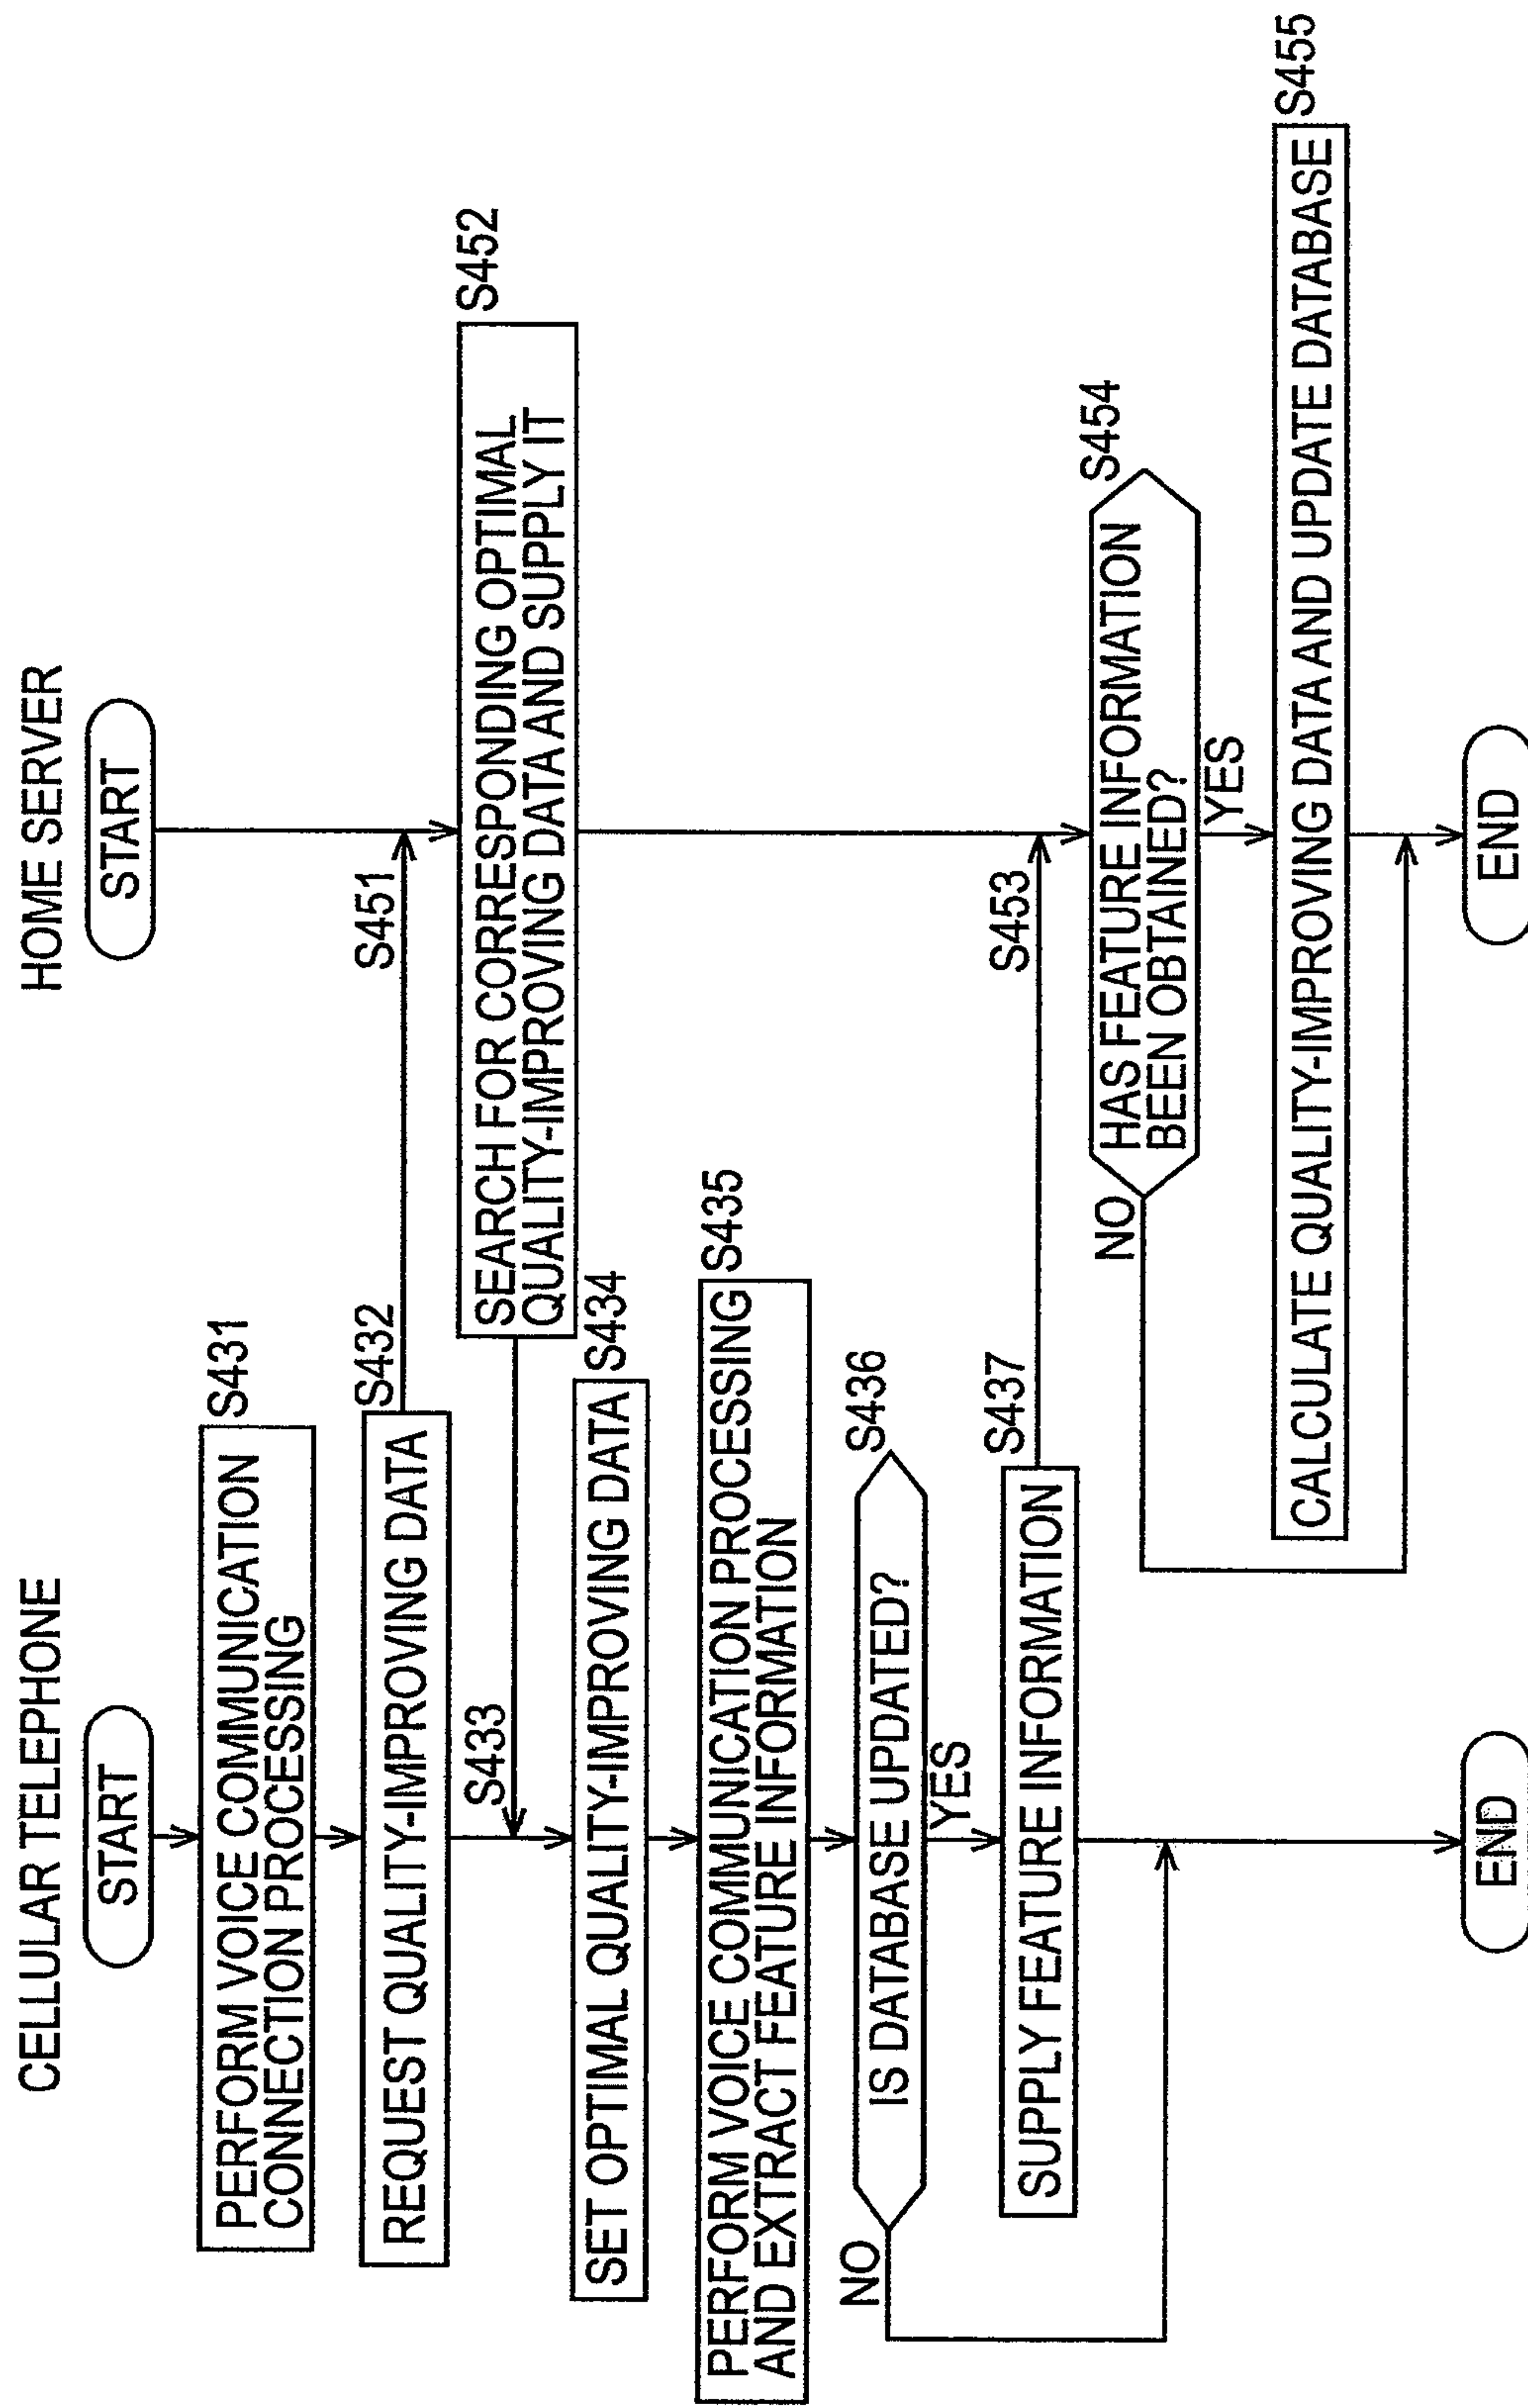 CELLULAR TELEPHONE
START
PERFORM VOICE COMMUNICATION
CONNECTION PROCESSING
S431
REQUEST QUALITY-IMPROVING DATA
S432
S433
SET OPTIMAL QUALITY-IMPROVING DATA
S434
PERFORM VOICE COMMUNICATION PROCESSING
AND EXTRACT FEATURE INFORMATION
S435
IS DATABASE UPDATED?
S436
NO
YES
SUPPLY FEATURE INFORMATION
S437
END
HOME SERVER
START
S451
SEARCH FOR CORRESPONDING OPTIMAL
QUALITY-IMPROVING DATA AND SUPPLY IT
S452
S453
HAS FEATURE INFORMATION
BEEN OBTAINED?
S454
NO
YES
CALCULATE QUALITY-IMPROVING DATA AND UPDATE DATABASE
S455
END